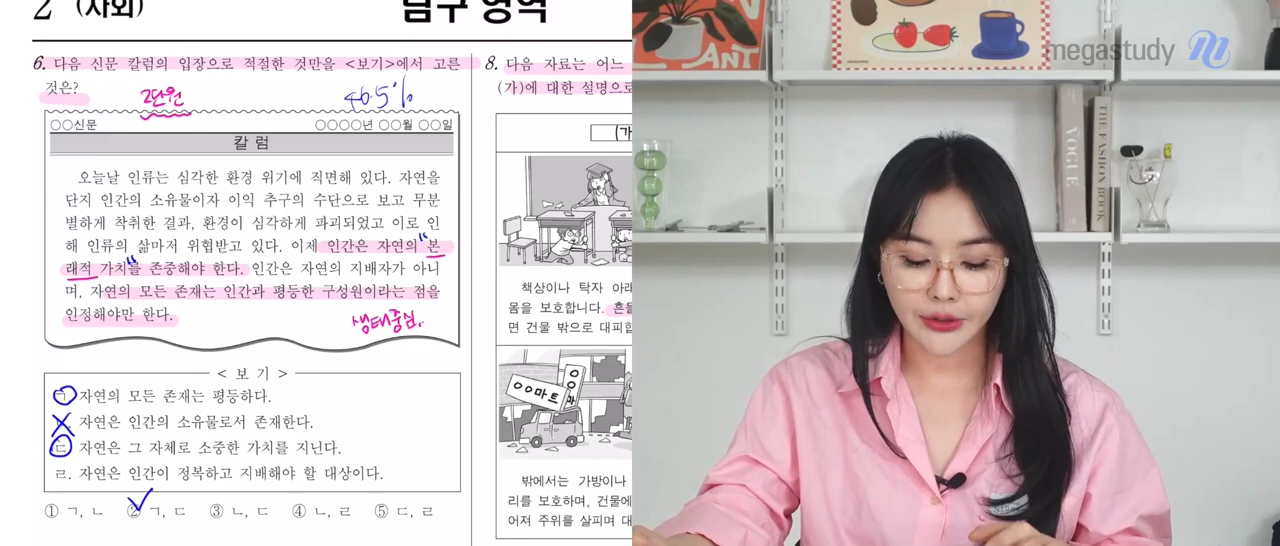 2
(사회)
탐구 영역
6. 다음 신문 칼럼의 입장으로 적절한 것만을 <보기>에서 고른
것은?
2단원
46.5%
○○신문
○○○○년 ○○월 ○○일
칼 럼
오늘날 인류는 심각한 환경 위기에 직면해 있다. 자연을
단지 인간의 소유물이자 이익 추구의 수단으로 보고 무분
별하게 착취한 결과, 환경이 심각하게 파괴되었고 이로 인
해 인류의 삶마저 위협받고 있다. 이제 인간은 자연의 본
래적 가치를 존중해야 한다. 인간은 자연의 지배자가 아니
며, 자연의 모든 존재는 인간과 평등한 구성원이라는 점을
인정해야만 한다.
생태중심.
< 보 기 >
ㄱ. 자연의 모든 존재는 평등하다.
ㄴ. 자연은 인간의 소유물로서 존재한다.
ㄷ. 자연은 그 자체로 소중한 가치를 지닌다.
ㄹ. 자연은 인간이 정복하고 지배해야 할 대상이다.
① ㄱ, ㄴ ② ㄱ, ㄷ ③ ㄴ, ㄷ ④ ㄴ, ㄹ ⑤ ㄷ, ㄹ
8. 다음 자료는 어느
(가)에 대한 설명으로
(가
책상이나 탁자 아래
몸을 보호합니다. 흔들
면 건물 밖으로 대피합
○○마트
밖에서는 가방이나
리를 보호하며, 건물에
어져 주위를 살피며 대
ANT
megastudy
VOGUE
THE FASHION BOOK